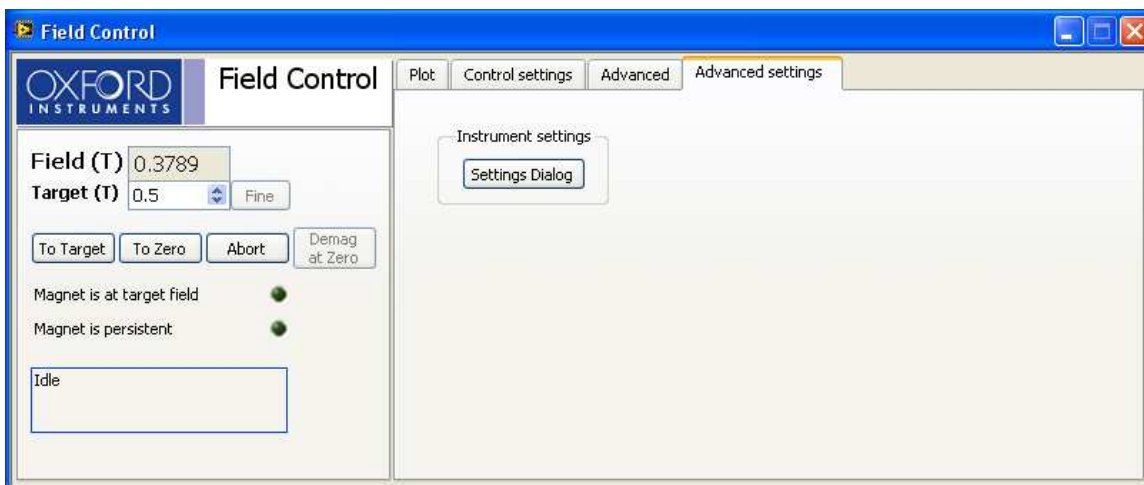 Field Control
OXFORD
INSTRUMENTS
Field Control
Plot
Control settings
Advanced
Advanced settings
Field (T) 0.3789
Target (T) 0.5 Fine
To Target
To Zero
Abort
Demag
at Zero
Magnet is at target field
Magnet is persistent
Idle
Instrument settings
Settings Dialog